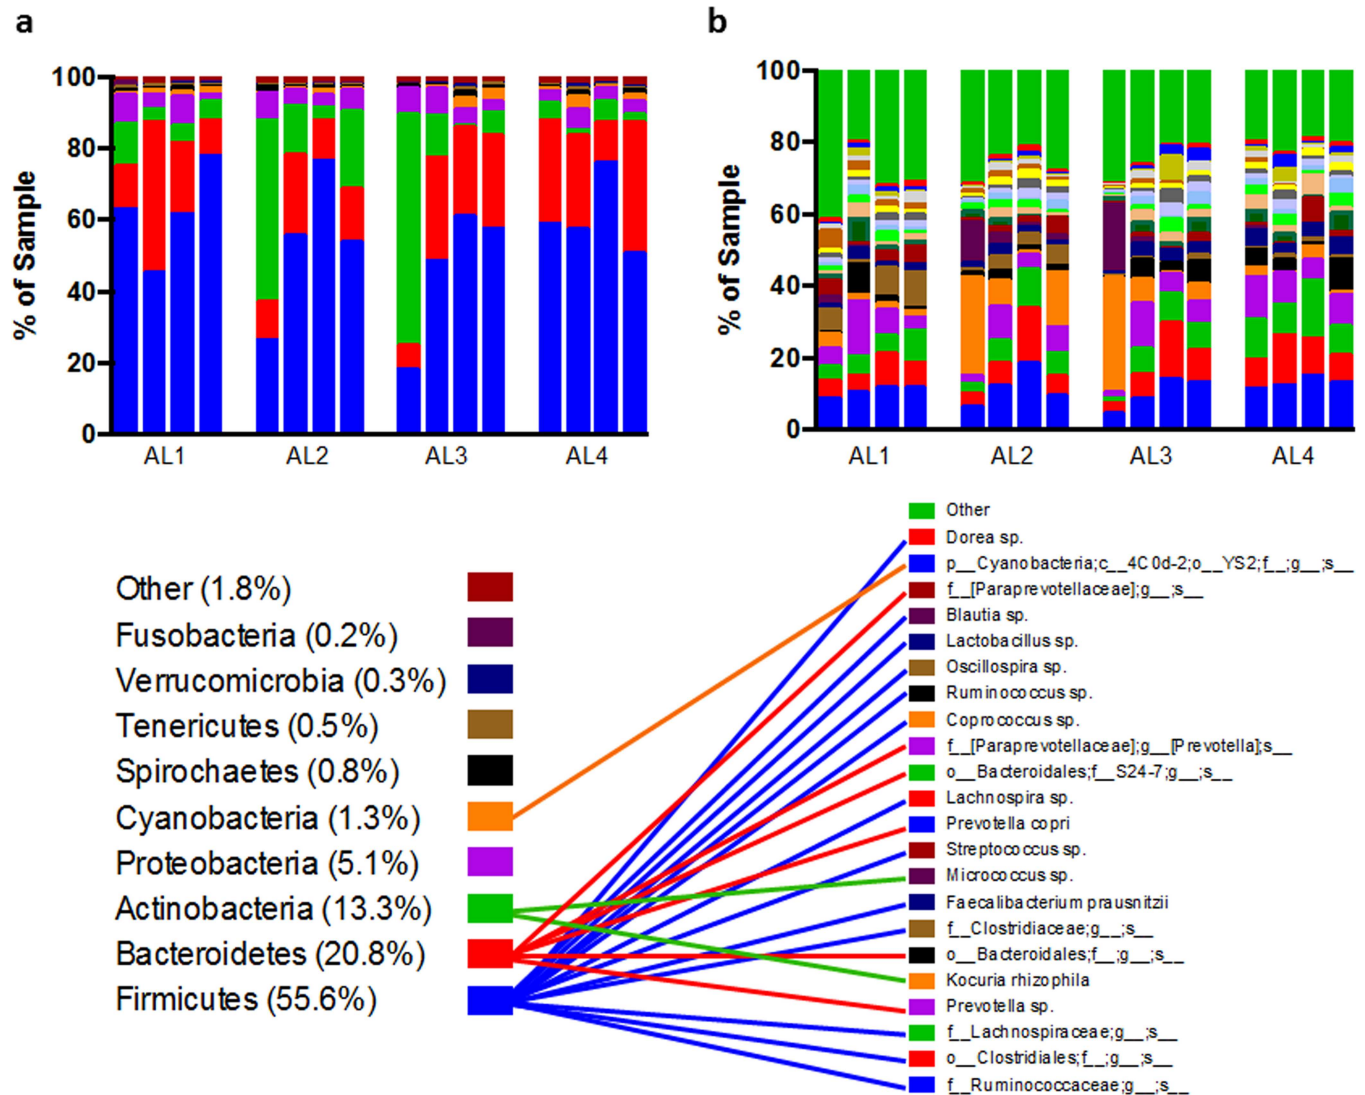 a
b
% of Sample
100
80
60
40
20
0
AL1
AL2
AL3
AL4
% of Sample
100
80
60
40
20
0
AL1
AL2
AL3
AL4
Other (1.8%)
Fusobacteria (0.2%)
Verrucomicrobia (0.3%)
Tenericutes (0.5%)
Spirochaetes (0.8%)
Cyanobacteria (1.3%)
Proteobacteria (5.1%)
Actinobacteria (13.3%)
Bacteroidetes (20.8%)
Firmicutes (55.6%)
Other
Dorea sp.
p__Cyanobacteria;c__4C0d-2;o__YS2;f__;g__;s__
f__[Paraprevotellaceae];g__;s__
Blautia sp.
Lactobacillus sp.
Oscillospira sp.
Ruminococcus sp.
Coprococcus sp.
f__[Paraprevotellaceae];g__[Prevotella];s__
o__Bacteroidales;f__S24-7;g__;s__
Lachnospira sp.
Prevotella copri
Streptococcus sp.
Micrococcus sp.
Faecalibacterium prausnitzii
f__Clostridiaceae;g__;s__
o__Bacteroidales;f__;g__;s__
Kocuria rhizophila
Prevotella sp.
f__Lachnospiraceae;g__;s__
o__Clostridiales;f__;g__;s__
f__Ruminococcaceae;g__;s__